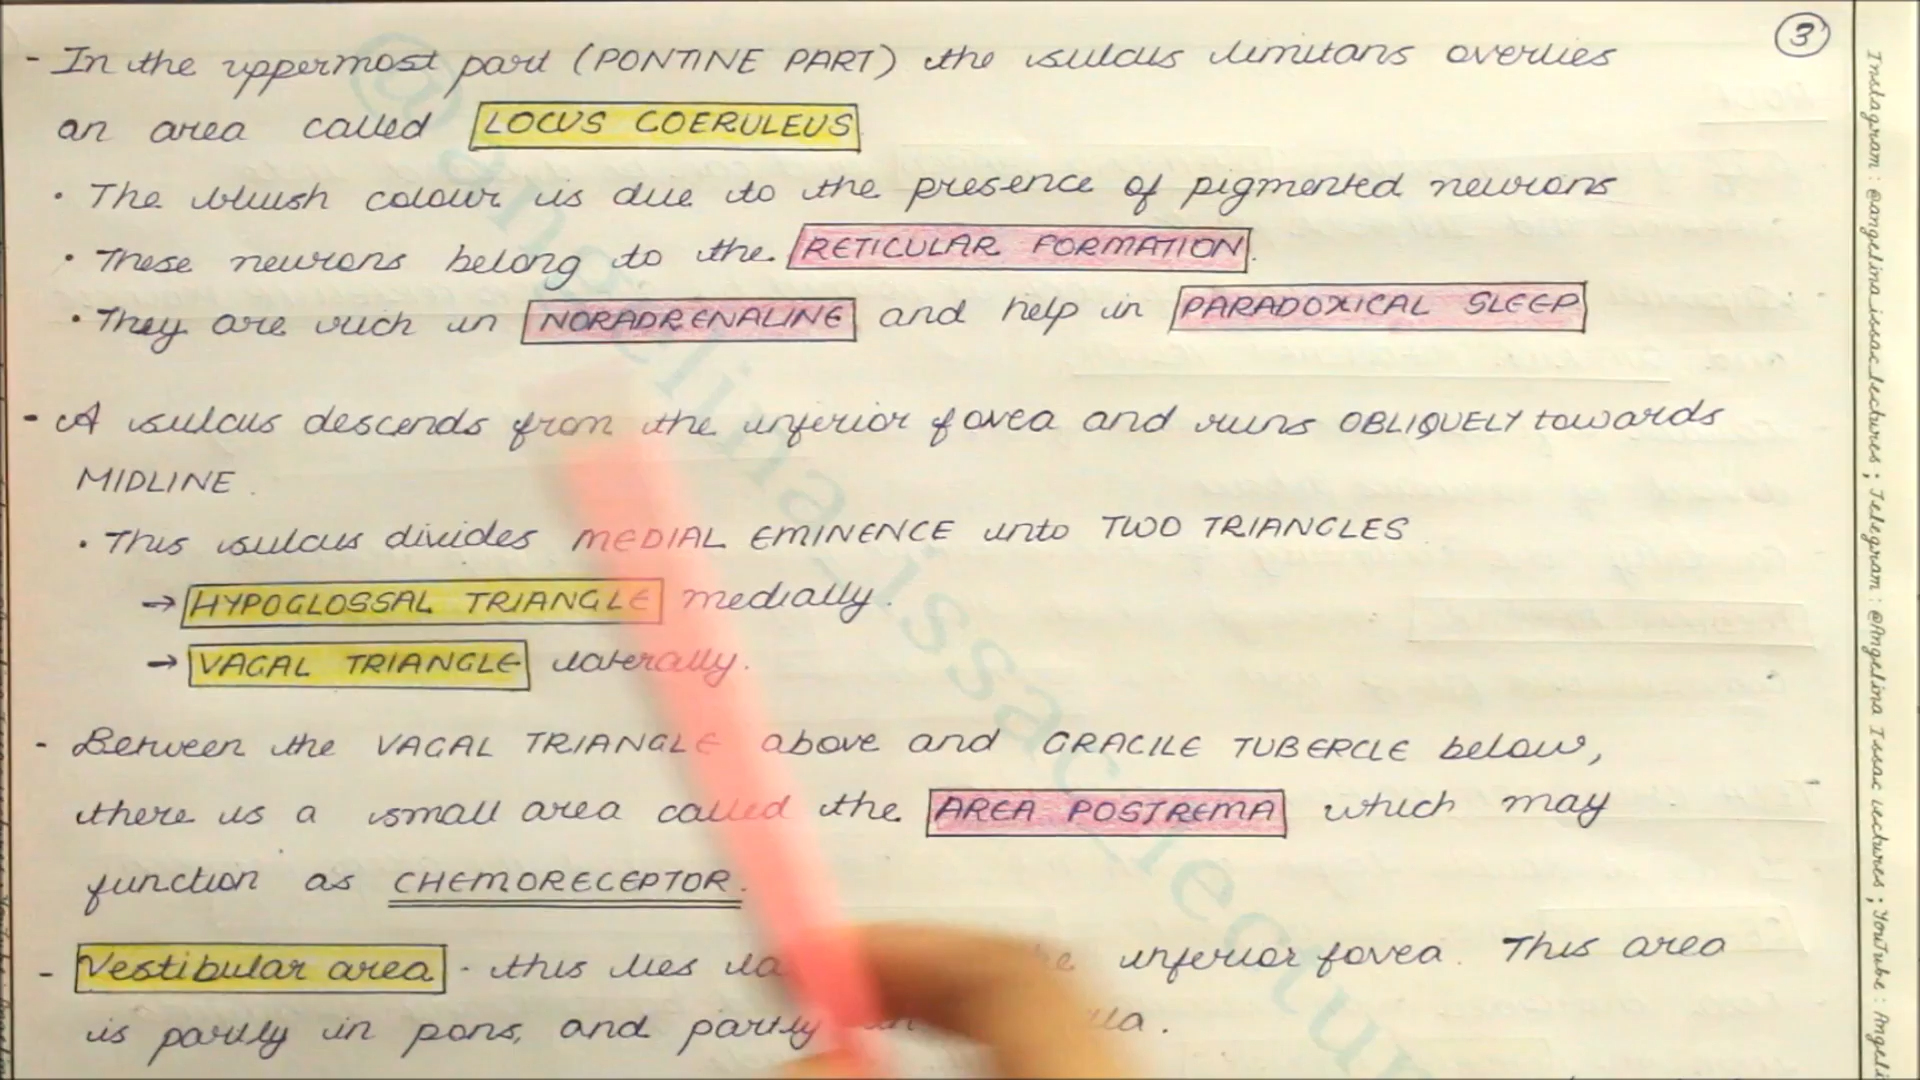 3
- In the uppermost part (PONTINE PART) the sulcus limitans overlies
an area called LOCUS COERULEUS
• The bluish colour is due to the presence of pigmented neurons
• These neurons belong to the RETICULAR FORMATION.
• They are rich in NORADRENALINE and help in PARADOXICAL SLEEP
- A sulcus descends from the inferior fovea and runs OBLIQUELY towards
MIDLINE.
• This sulcus divides MEDIAL EMINENCE into TWO TRIANGLES
→ HYPOGLOSSAL TRIANGLE medially.
→ VAGAL TRIANGLE laterally.
- Between the VAGAL TRIANGLE above and GRACILE TUBERCLE below,
there is a small area called the AREA POSTREMA which may
function as CHEMORECEPTOR.
- Vestibular area - this lies inferior fovea. This area
is partly in pons, and partly
@angelina_issac_lectur
Instagram: @angelina_issac_lectures; Telegram: @Angelina Issac lectures; YouTube: Angeli